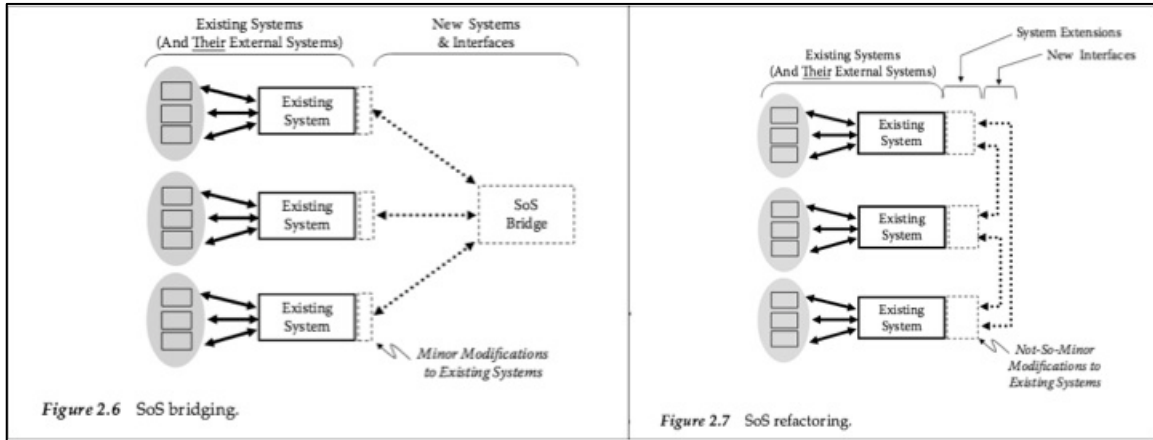 Existing Systems
(And Their External Systems)
New Systems
& Interfaces
Existing
System
Existing
System
SoS
Bridge
Existing
System
Minor Modifications
to Existing Systems
Figure 2.6 SoS bridging.
System Extensions
New Interfaces
Existing Systems
(And Their External Systems)
Existing
System
Existing
System
Existing
System
Not-So-Minor
Modifications to
Existing Systems
Figure 2.7 SoS refactoring.